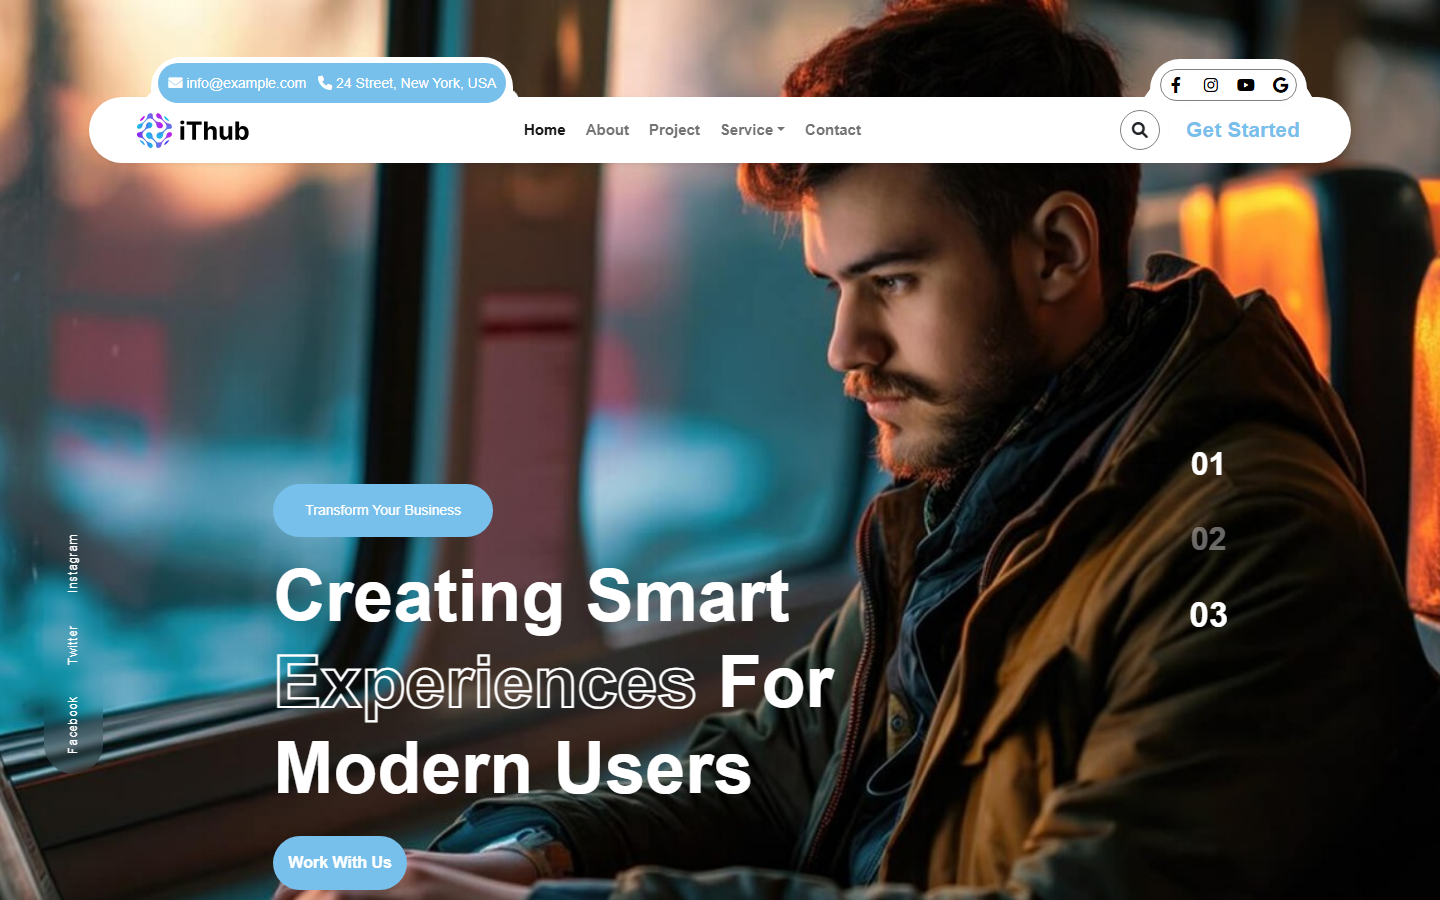 info@example.com 24 Street, New York, USA
iThub
Home About Project Service Contact
Get Started
01
Transform Your Business
02
Instagram
Creating Smart
03
Twitter
Experiences For
Facebook
Modern Users
Work With Us